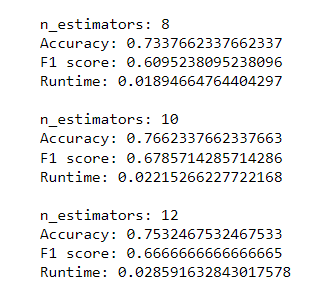 n_estimators: 8
Accuracy: 0.7337662337662337
F1 score: 0.6095238095238096
Runtime: 0.01894664764404297
n_estimators: 10
Accuracy: 0.7662337662337663
F1 score: 0.6785714285714286
Runtime: 0.02215266227722168
n_estimators: 12
Accuracy: 0.7532467532467533
F1 score: 0.6666666666666665
Runtime: 0.028591632843017578